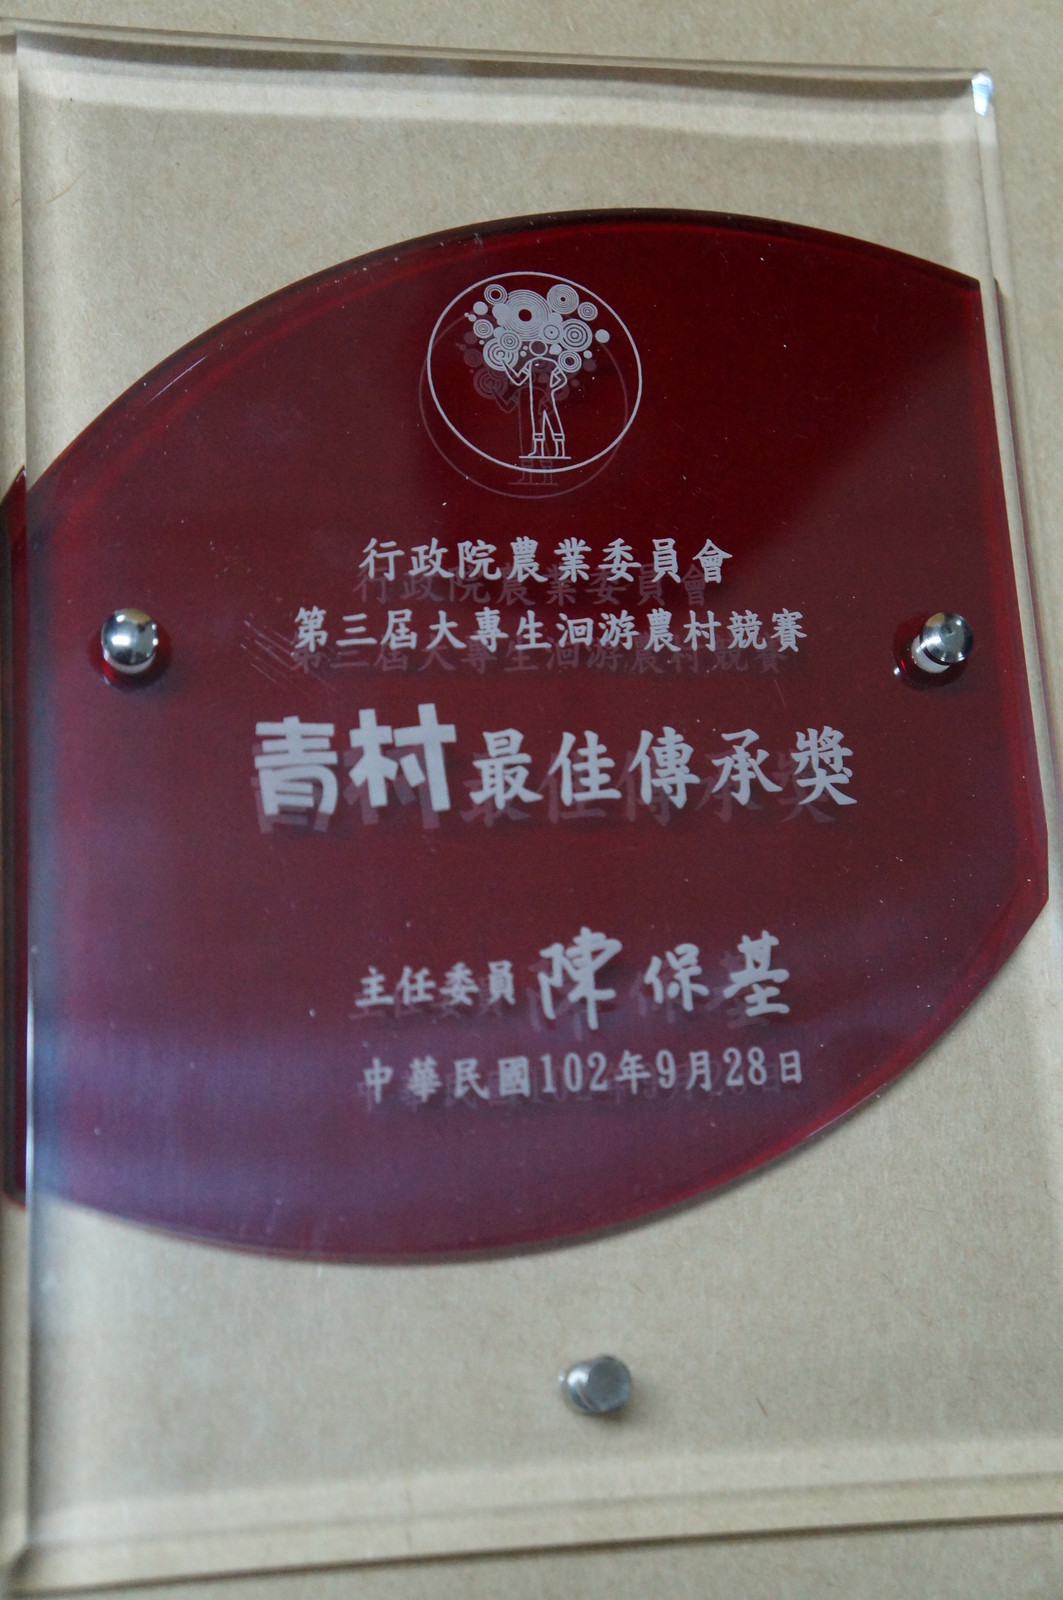 行政院農業委員會
第三屆大專生洄游農村競賽
青村最佳傳承獎
主任委員 陳保基
中華民國102年9月28日